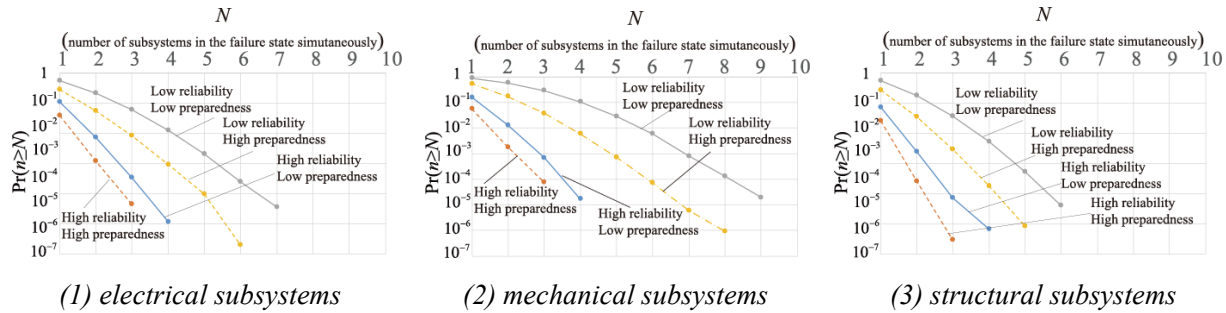 N
(number of subsystems in the failure state simutaneously)
1 2 3 4 5 6 7 8 9 10
1
10⁻¹
10⁻²
10⁻³
10⁻⁴
10⁻⁵
10⁻⁶
10⁻⁷
Pr(n≥N)
Low reliability
Low preparedness
Low reliability
High preparedness
High reliability
Low preparedness
High reliability
High preparedness
(1) electrical subsystems
N
(number of subsystems in the failure state simutaneously)
1 2 3 4 5 6 7 8 9 10
1
10⁻¹
10⁻²
10⁻³
10⁻⁴
10⁻⁵
10⁻⁶
10⁻⁷
Pr(n≥N)
Low reliability
Low preparedness
Low reliability
High preparedness
High reliability
High preparedness
High reliability
Low preparedness
(2) mechanical subsystems
N
(number of subsystems in the failure state simutaneously)
1 2 3 4 5 6 7 8 9 10
1
10⁻¹
10⁻²
10⁻³
10⁻⁴
10⁻⁵
10⁻⁶
10⁻⁷
Pr(n≥N)
Low reliability
Low preparedness
Low reliability
High preparedness
High reliability
Low preparedness
High reliability
High preparedness
(3) structural subsystems